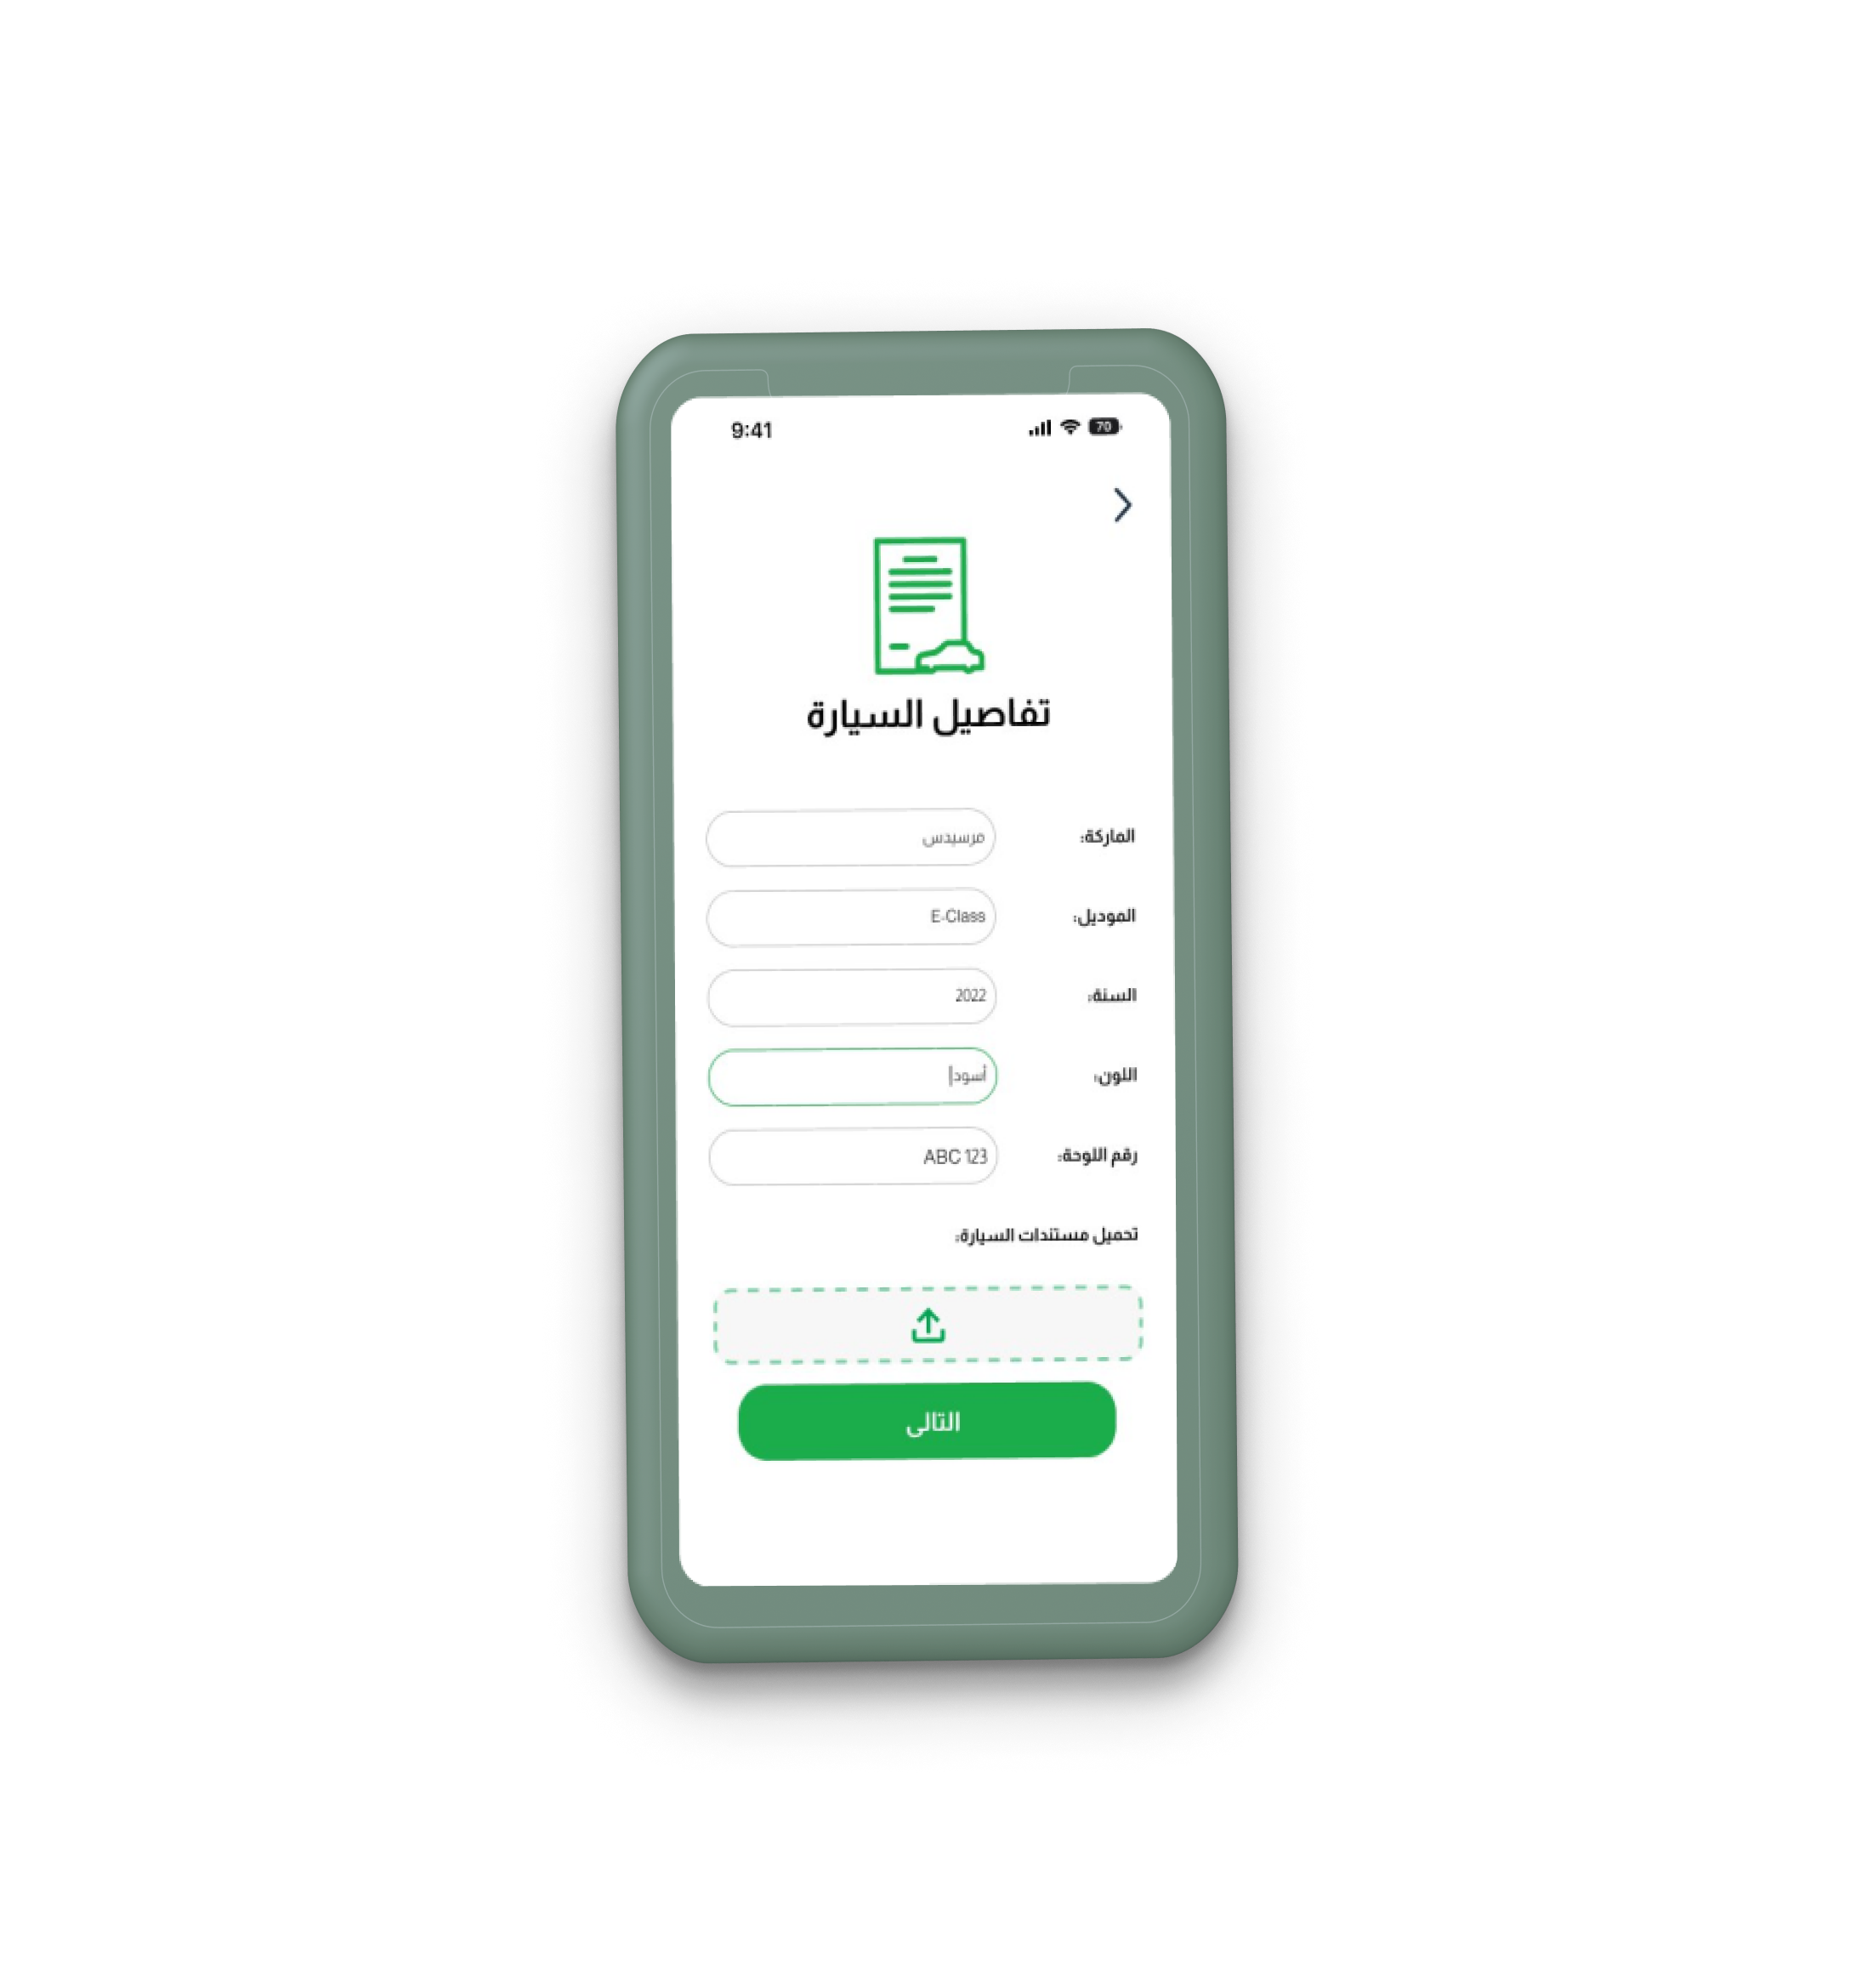 9:41 70
تفاصيل السيارة
الماركة: مرسيدس
الموديل: E-Class
السنة: 2022
اللون: أسود
رقم اللوحة: ABC 123
تحميل مستندات السيارة:
التالى